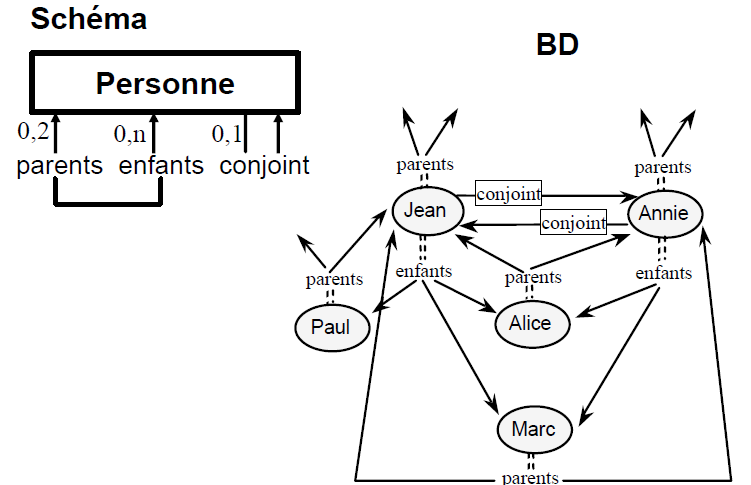 Schéma
BD
Personne
0,2 0,n 0,1
parents enfants conjoint
parents parents
conjoint
Jean Annie
conjoint
enfants parents enfants
parents
Paul Alice
Marc
parents